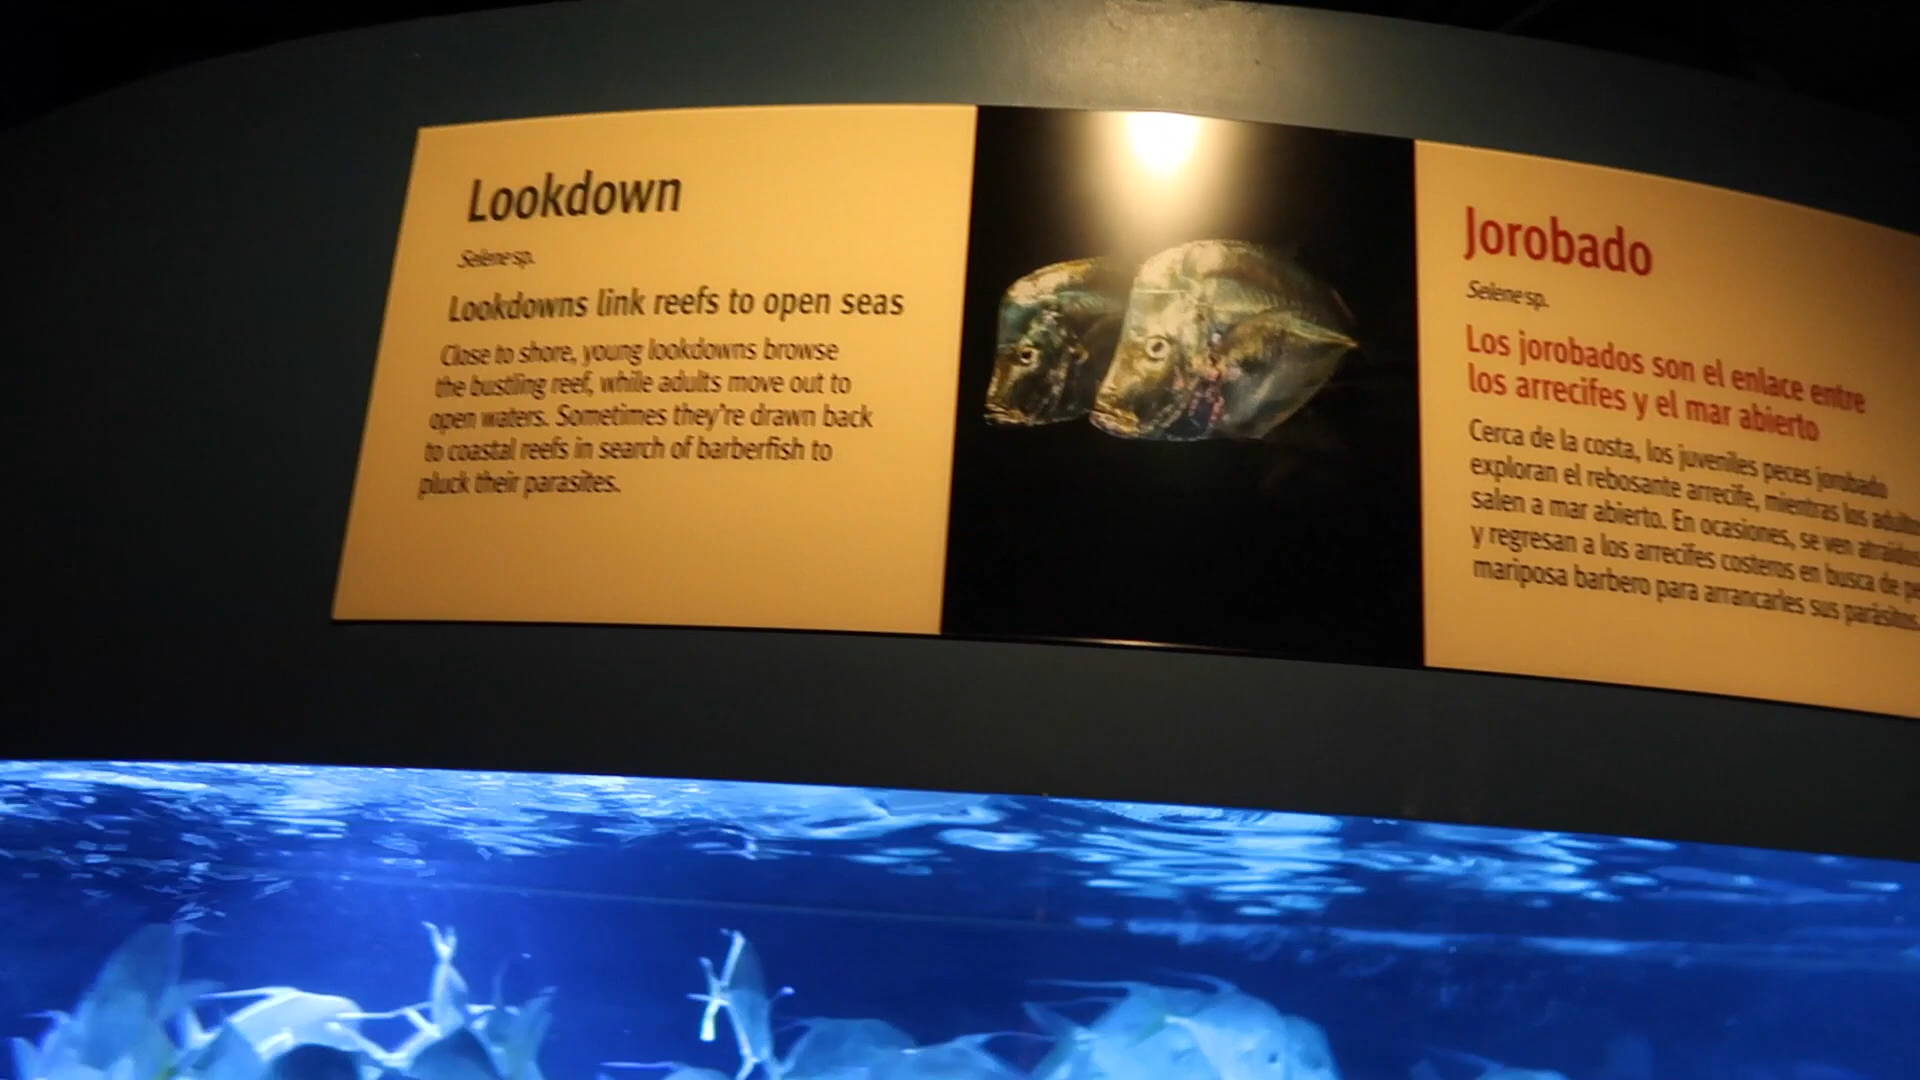 Lookdown
Selene sp.
Lookdowns link reefs to open seas
Close to shore, young lookdowns browse
the bustling reef, while adults move out to
open waters. Sometimes they're drawn back
to coastal reefs in search of barberfish to
pluck their parasites.
Jorobado
Selene sp.
Los jorobados son el enlace entre
los arrecifes y el mar abierto
Cerca de la costa, los juveniles peces jorobado
exploran el rebosante arrecife, mientras los
salen a mar abierto. En ocasiones, se ven
y regresan a los arrecifes costeros en busca de
mariposa barbero para arrancarles sus parásitos.